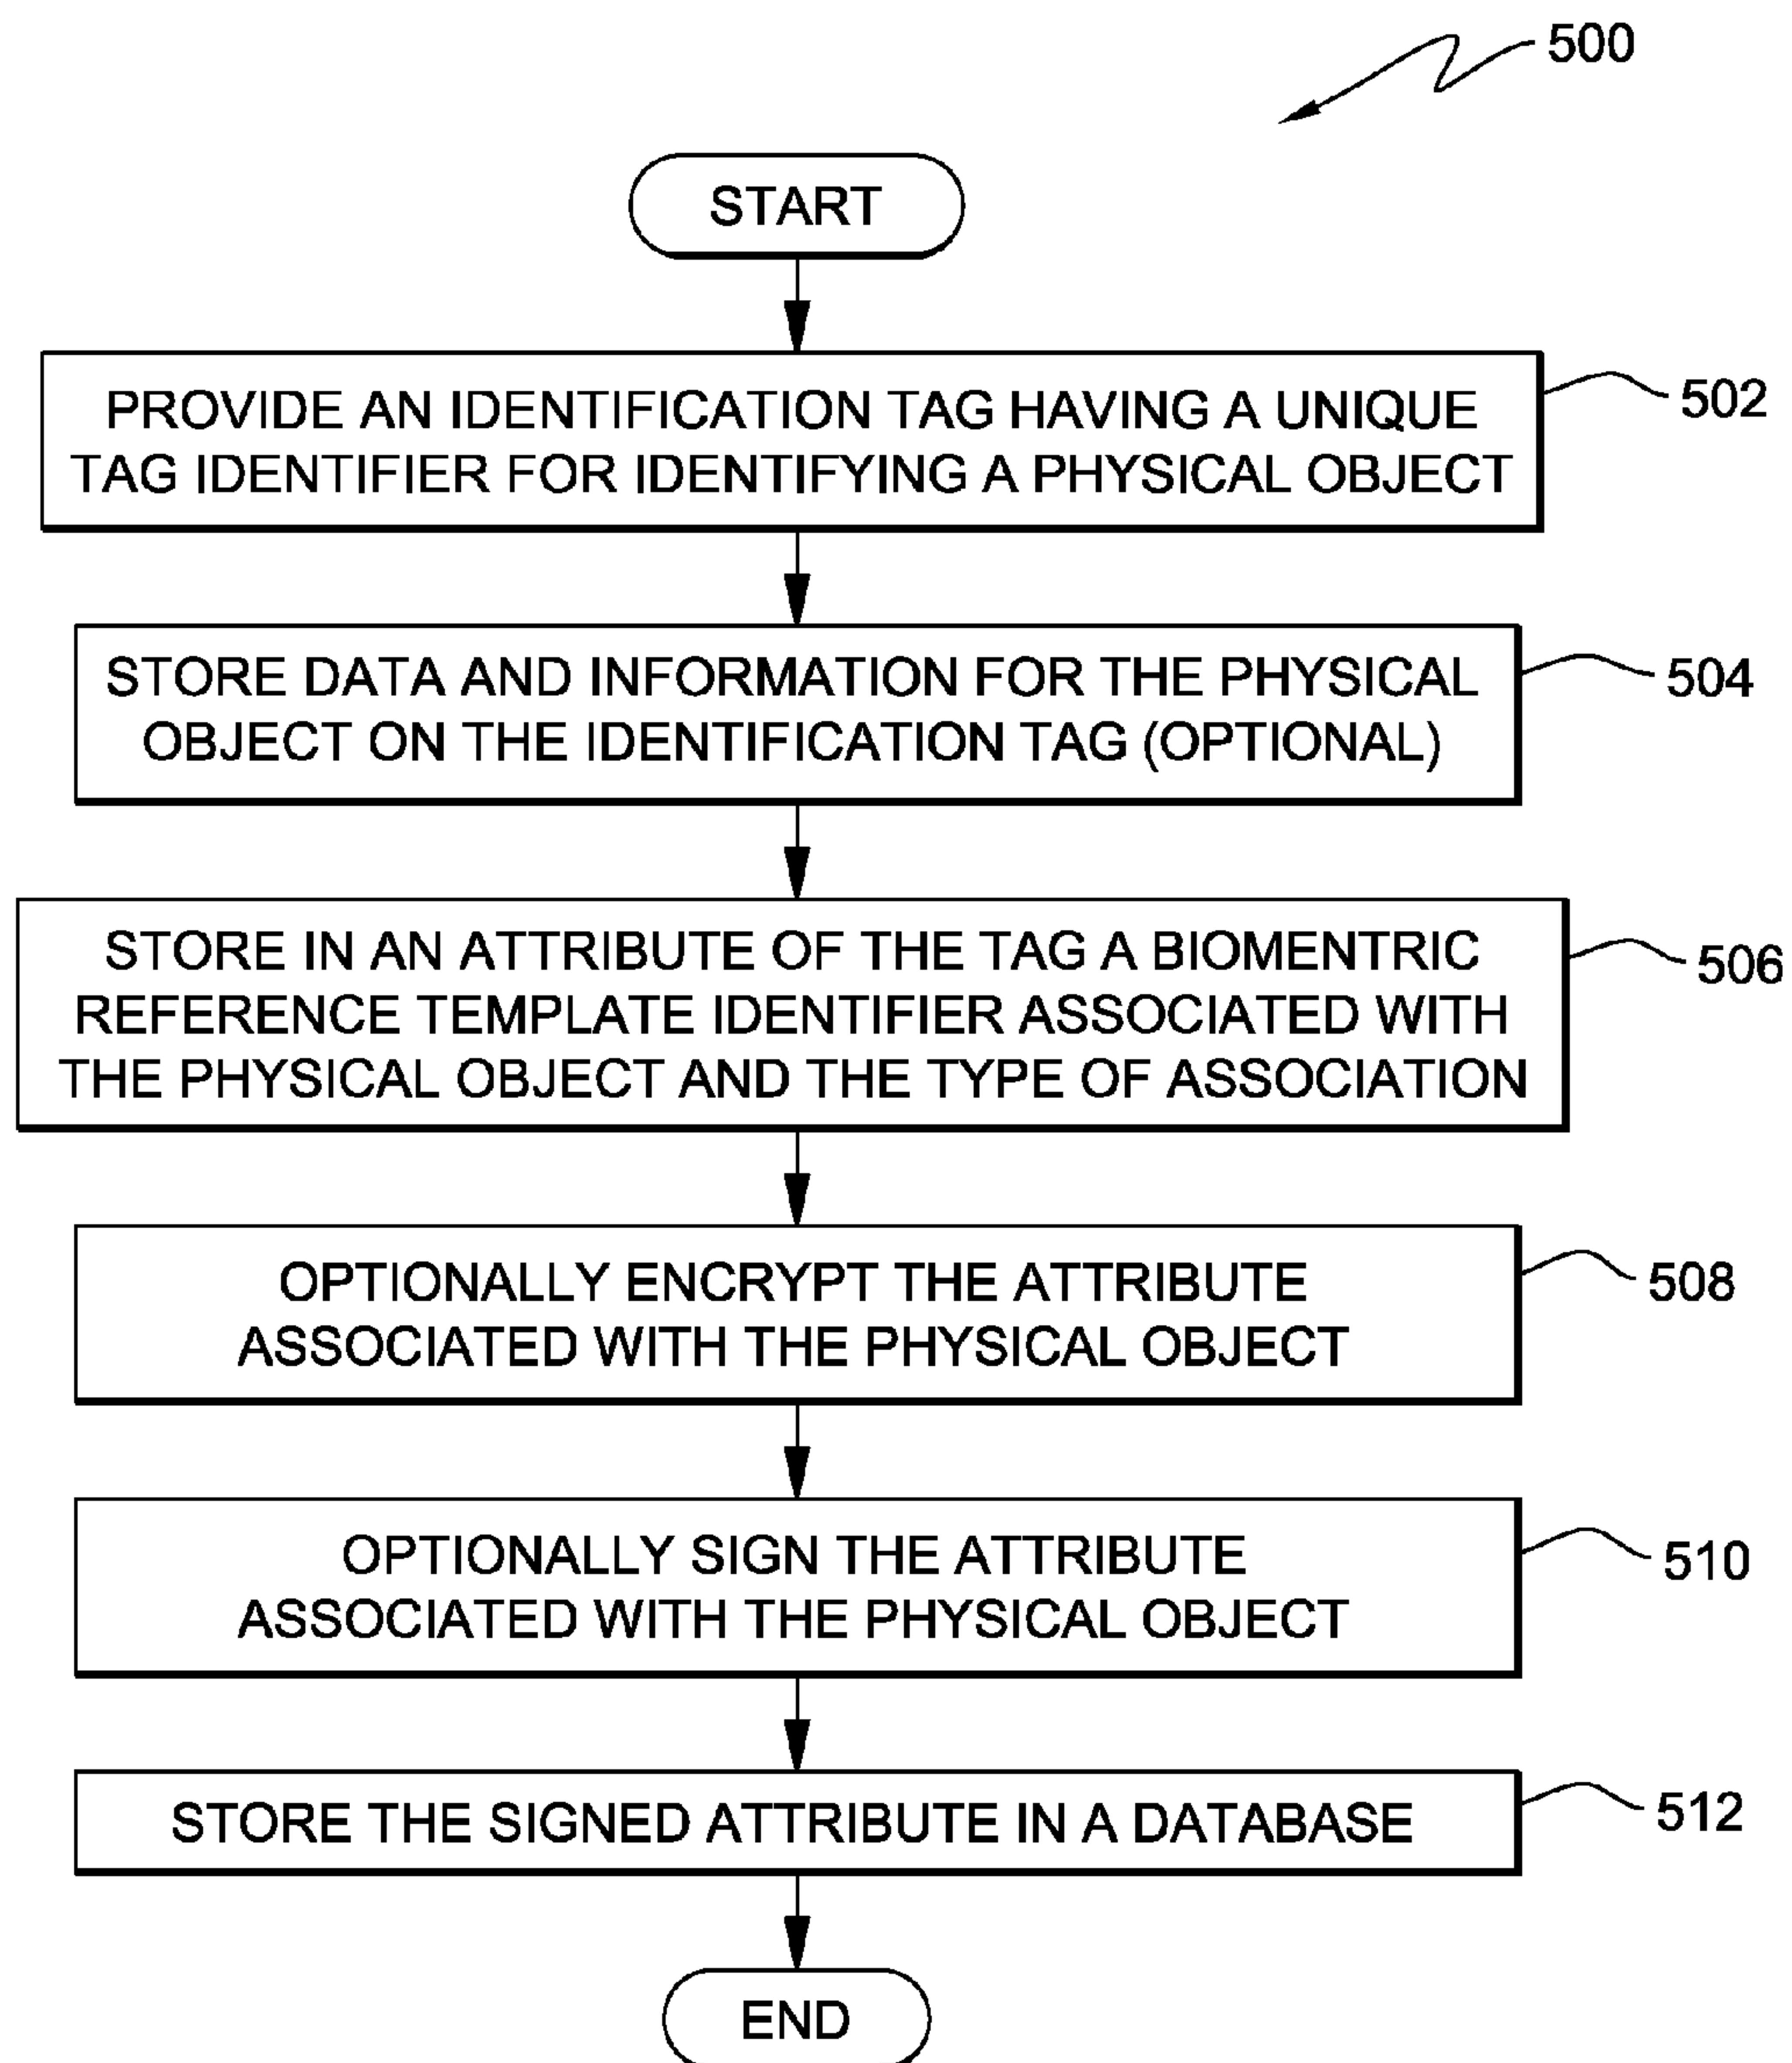 500
START
PROVIDE AN IDENTIFICATION TAG HAVING A UNIQUE
TAG IDENTIFIER FOR IDENTIFYING A PHYSICAL OBJECT
502
STORE DATA AND INFORMATION FOR THE PHYSICAL
OBJECT ON THE IDENTIFICATION TAG (OPTIONAL)
504
STORE IN AN ATTRIBUTE OF THE TAG A BIOMENTRIC
REFERENCE TEMPLATE IDENTIFIER ASSOCIATED WITH
THE PHYSICAL OBJECT AND THE TYPE OF ASSOCIATION
506
OPTIONALLY ENCRYPT THE ATTRIBUTE
ASSOCIATED WITH THE PHYSICAL OBJECT
508
OPTIONALLY SIGN THE ATTRIBUTE
ASSOCIATED WITH THE PHYSICAL OBJECT
510
STORE THE SIGNED ATTRIBUTE IN A DATABASE
512
END